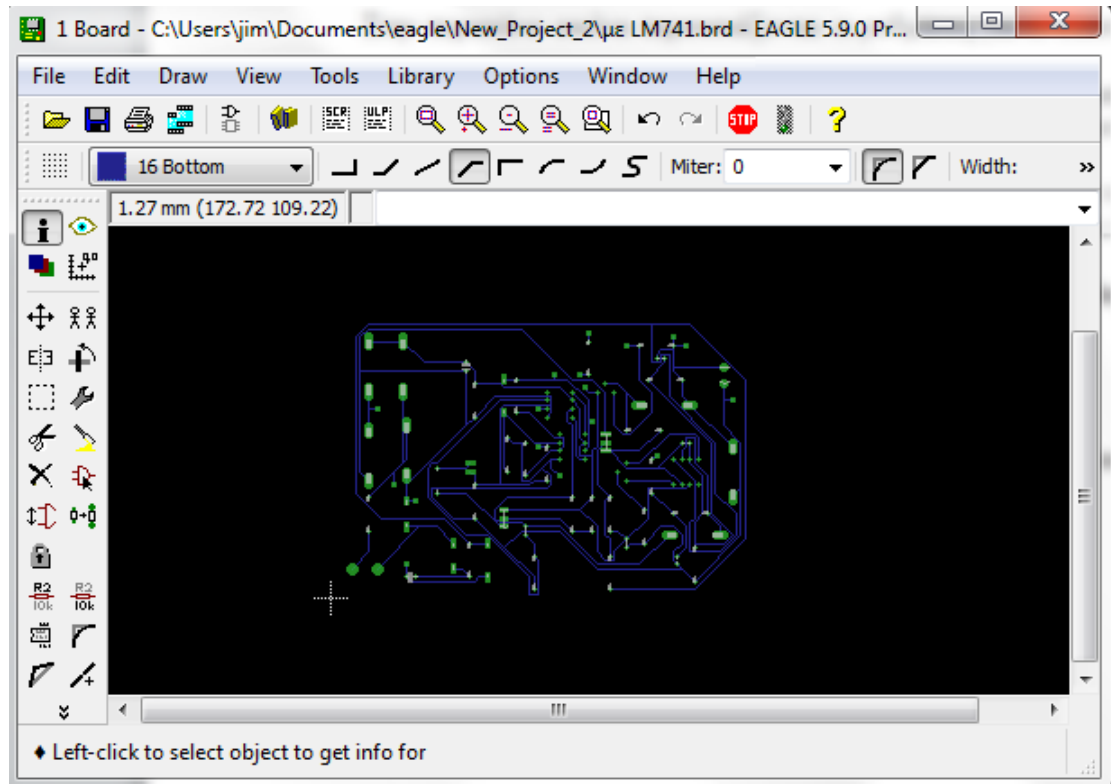 1 Board - C:\Users\jim\Documents\eagle\New_Project_2\με LM741.brd - EAGLE 5.9.0 Pr...
File Edit Draw View Tools Library Options Window Help
SCR ULP STOP ?
16 Bottom Miter: 0 Width: »
1.27 mm (172.72 109.22)
R2 R2
10k 10k
Left-click to select object to get info for